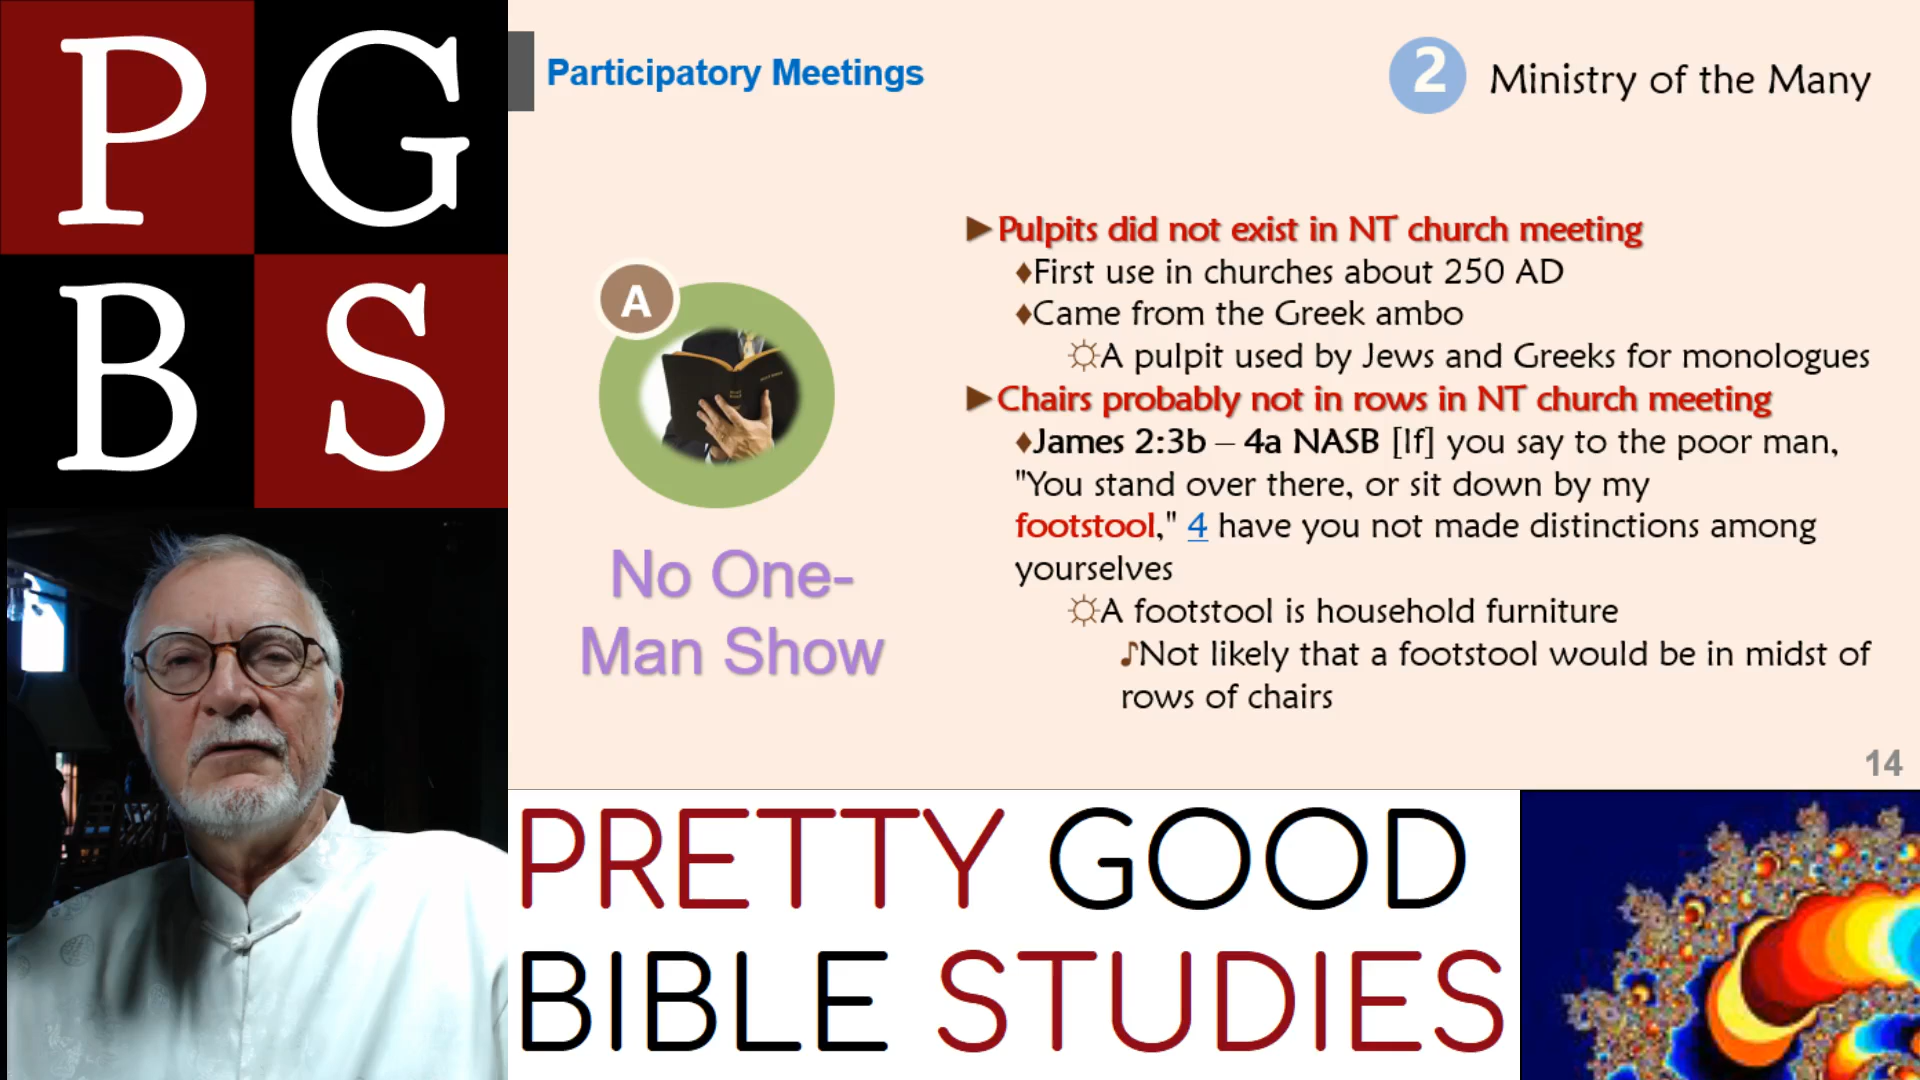 P G
B S
Participatory Meetings
2 Ministry of the Many
A
No One-
Man Show
►Pulpits did not exist in NT church meeting
♦First use in churches about 250 AD
♦Came from the Greek ambo
☼A pulpit used by Jews and Greeks for monologues
►Chairs probably not in rows in NT church meeting
♦James 2:3b – 4a NASB [If] you say to the poor man,
"You stand over there, or sit down by my
footstool," 4 have you not made distinctions among
yourselves
☼A footstool is household furniture
♪Not likely that a footstool would be in midst of
rows of chairs
14
PRETTY GOOD
BIBLE STUDIES